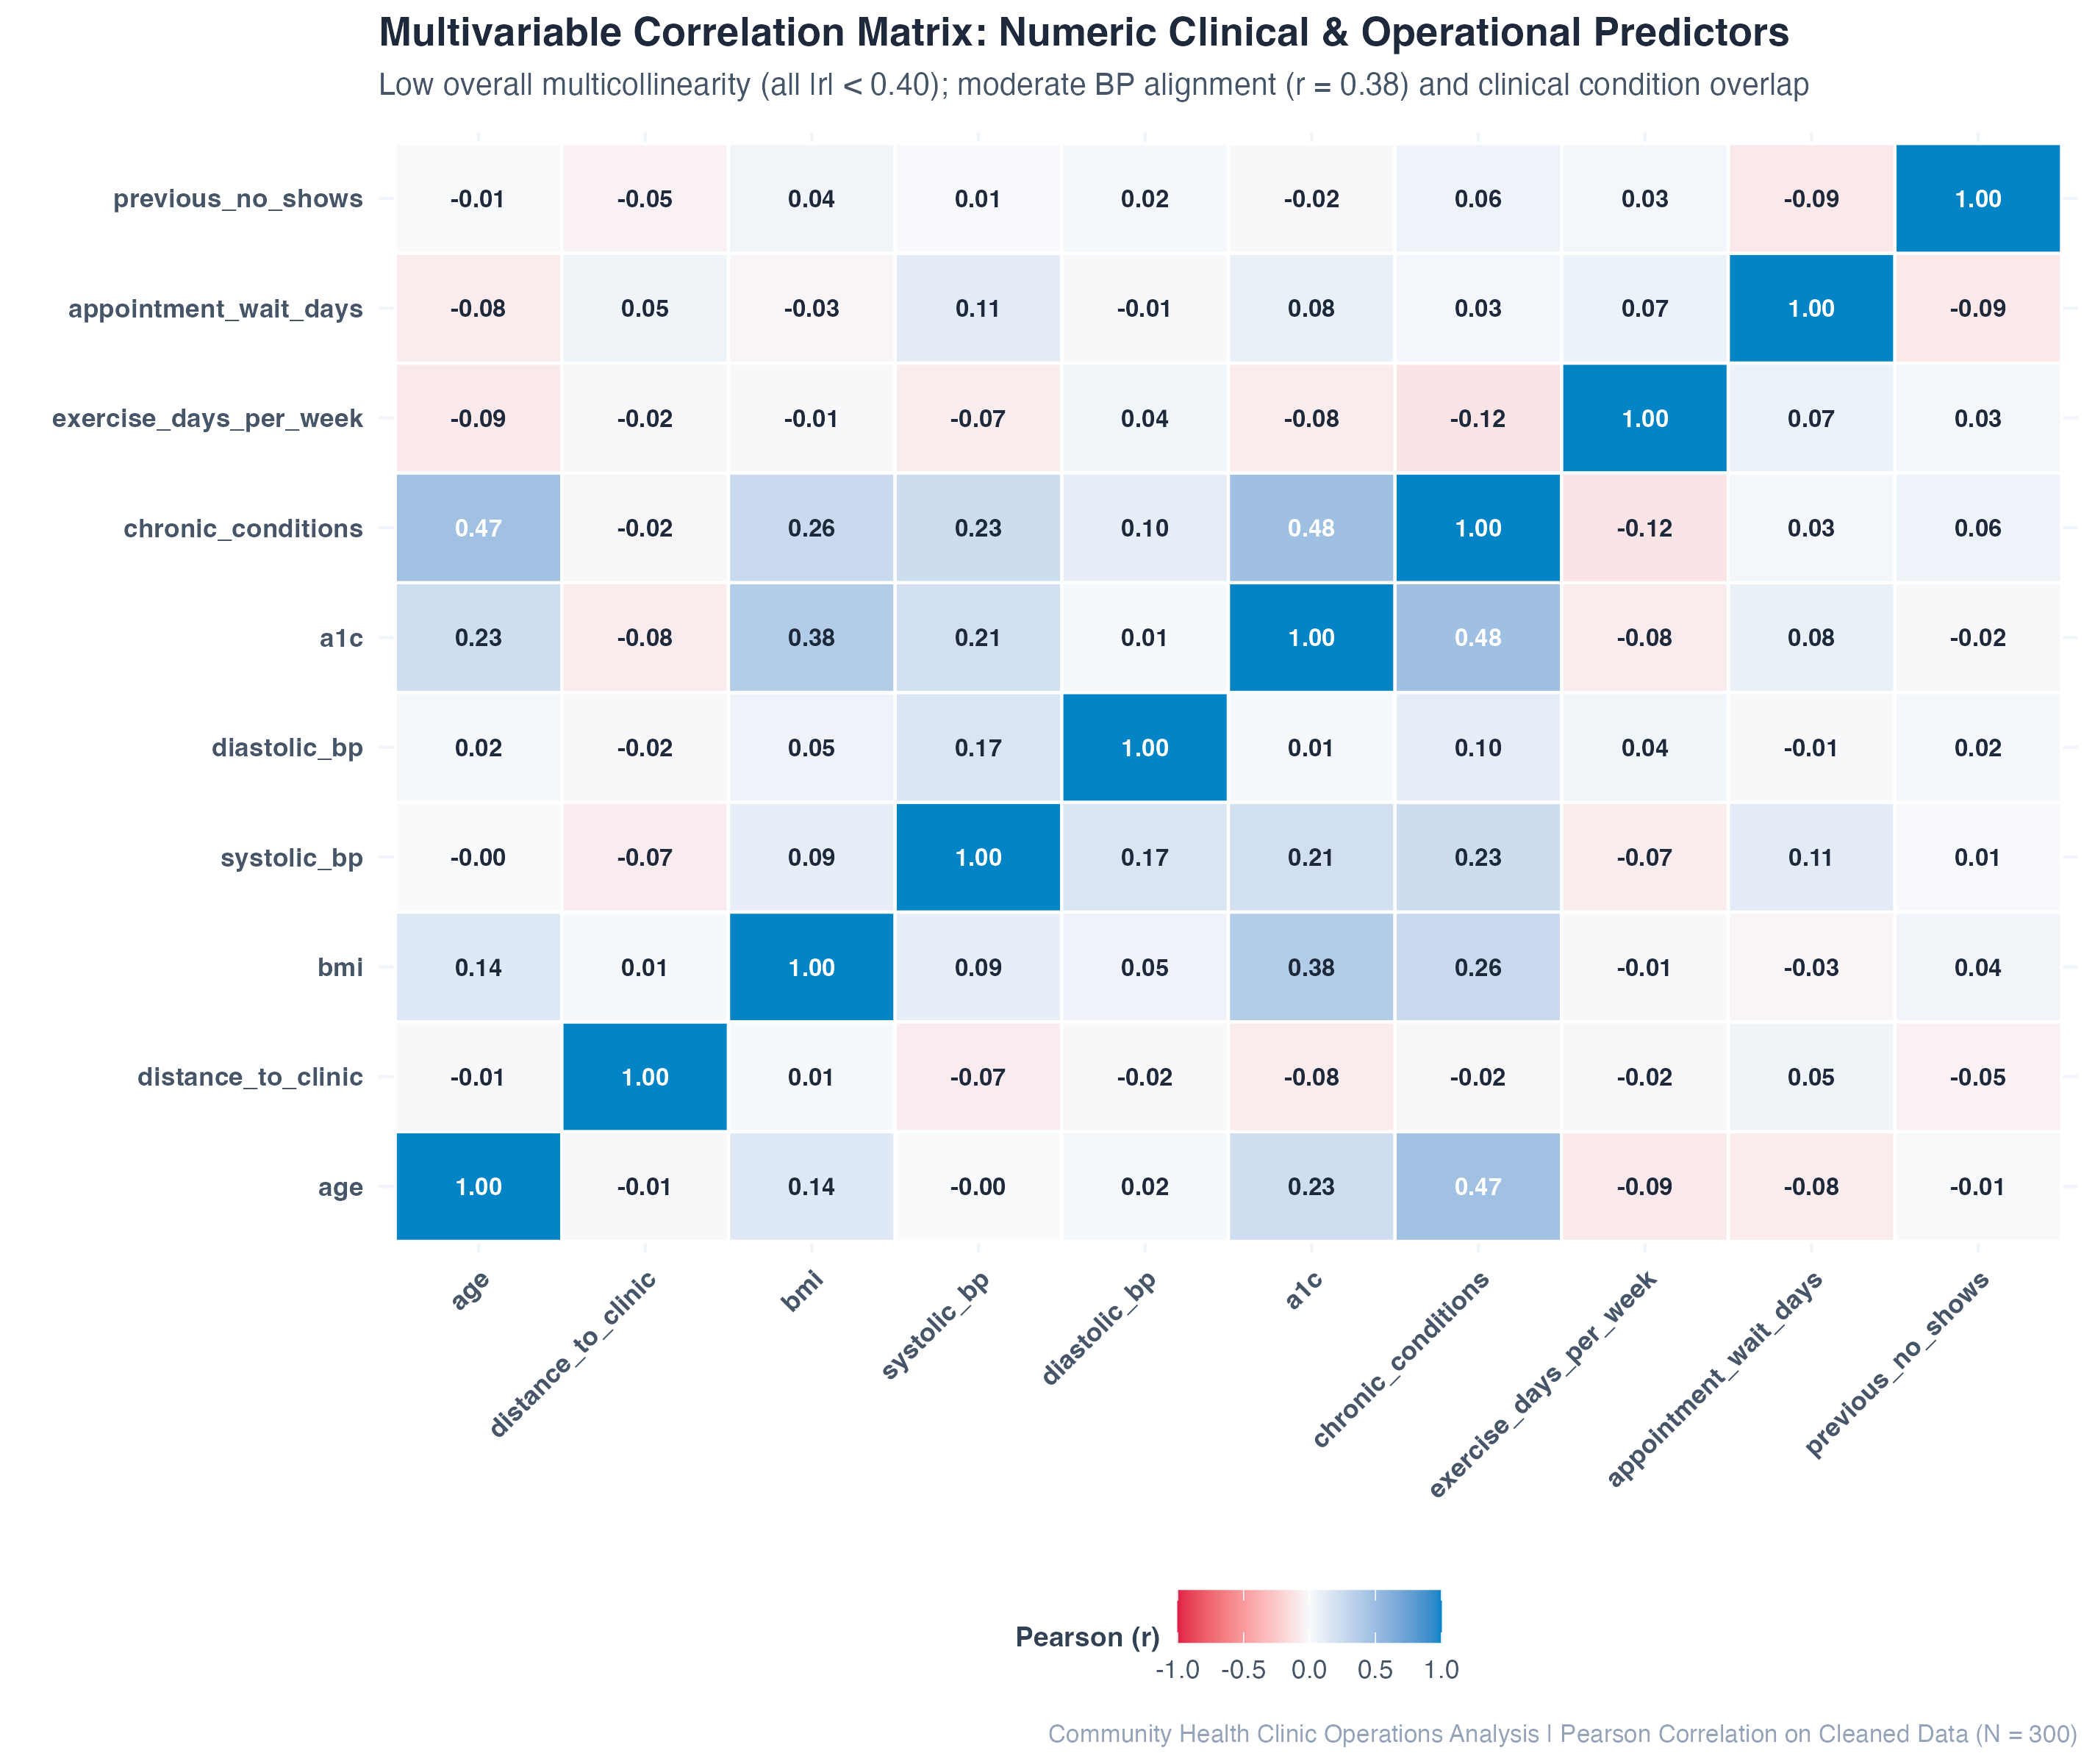 Multivariable Correlation Matrix: Numeric Clinical & Operational Predictors
Low overall multicollinearity (all |r| < 0.40); moderate BP alignment (r = 0.38) and clinical condition overlap
previous_no_shows -0.01 -0.05 0.04 0.01 0.02 -0.02 0.06 0.03 -0.09 1.00
appointment_wait_days -0.08 0.05 -0.03 0.11 -0.01 0.08 0.03 0.07 1.00 -0.09
exercise_days_per_week -0.09 -0.02 -0.01 -0.07 0.04 -0.08 -0.12 1.00 0.07 0.03
chronic_conditions 0.47 -0.02 0.26 0.23 0.10 0.48 1.00 -0.12 0.03 0.06
a1c 0.23 -0.08 0.38 0.21 0.01 1.00 0.48 -0.08 0.08 -0.02
diastolic_bp 0.02 -0.02 0.05 0.17 1.00 0.01 0.10 0.04 -0.01 0.02
systolic_bp -0.00 -0.07 0.09 1.00 0.17 0.21 0.23 -0.07 0.11 0.01
bmi 0.14 0.01 1.00 0.09 0.05 0.38 0.26 -0.01 -0.03 0.04
distance_to_clinic -0.01 1.00 0.01 -0.07 -0.02 -0.08 -0.02 -0.02 0.05 -0.05
age 1.00 -0.01 0.14 -0.00 0.02 0.23 0.47 -0.09 -0.08 -0.01
age distance_to_clinic bmi systolic_bp diastolic_bp a1c chronic_conditions exercise_days_per_week appointment_wait_days previous_no_shows
Pearson (r)
-1.0 -0.5 0.0 0.5 1.0
Community Health Clinic Operations Analysis | Pearson Correlation on Cleaned Data (N = 300)